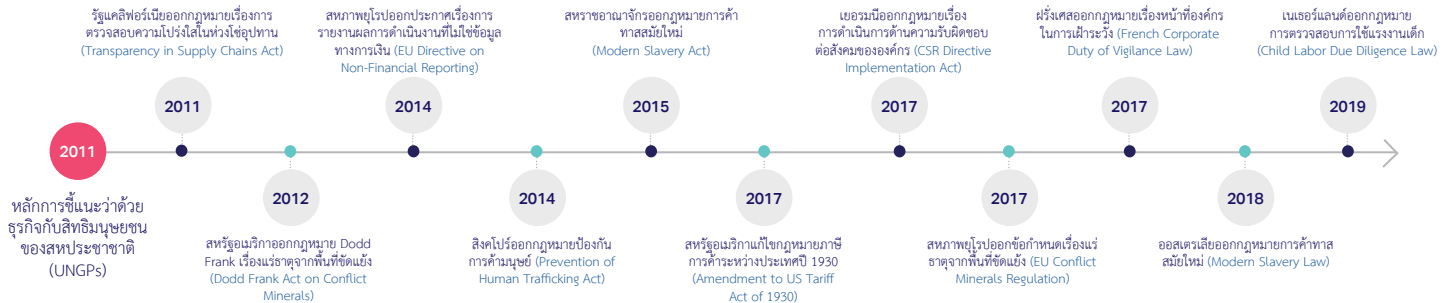 รัฐแคลิฟอร์เนียออกกฎหมายเรื่องการ
ตรวจสอบความโปร่งใสในห่วงโซ่อุปทาน
(Transparency in Supply Chains Act)
สหภาพยุโรปออกประกาศเรื่องการ
รายงานผลการดำเนินงานที่ไม่ใช่ข้อมูล
ทางการเงิน (EU Directive on
Non-Financial Reporting)
สหราชอาณาจักรออกกฎหมายการค้า
ทาสสมัยใหม่
(Modern Slavery Act)
เยอรมนีออกกฎหมายเรื่อง
การดำเนินการด้านความรับผิดชอบ
ต่อสังคมขององค์กร (CSR Directive
Implementation Act)
ฝรั่งเศสออกกฎหมายเรื่องหน้าที่องค์กร
ในการเฝ้าระวัง (French Corporate
Duty of Vigilance Law)
เนเธอร์แลนด์ออกกฎหมาย
การตรวจสอบการใช้แรงงานเด็ก
(Child Labor Due Diligence Law)
2011
2014
2015
2017
2017
2019
2011
หลักการชี้แนะว่าด้วย
ธุรกิจกับสิทธิมนุษยชน
ของสหประชาชาติ
(UNGPs)
2012
2014
2017
2017
2018
สหรัฐอเมริกาออกกฎหมาย Dodd
Frank เรื่องแร่ธาตุจากพื้นที่ขัดแย้ง
(Dodd Frank Act on Conflict
Minerals)
สิงคโปร์ออกกฎหมายป้องกัน
การค้ามนุษย์ (Prevention of
Human Trafficking Act)
สหรัฐอเมริกาแก้ไขกฎหมายภาษี
การค้าระหว่างประเทศปี 1930
(Amendment to US Tariff
Act of 1930)
สหภาพยุโรปออกข้อกำหนดเรื่องแร่
ธาตุจากพื้นที่ขัดแย้ง (EU Conflict
Minerals Regulation)
ออสเตรเลียออกกฎหมายการค้าทาส
สมัยใหม่ (Modern Slavery Law)